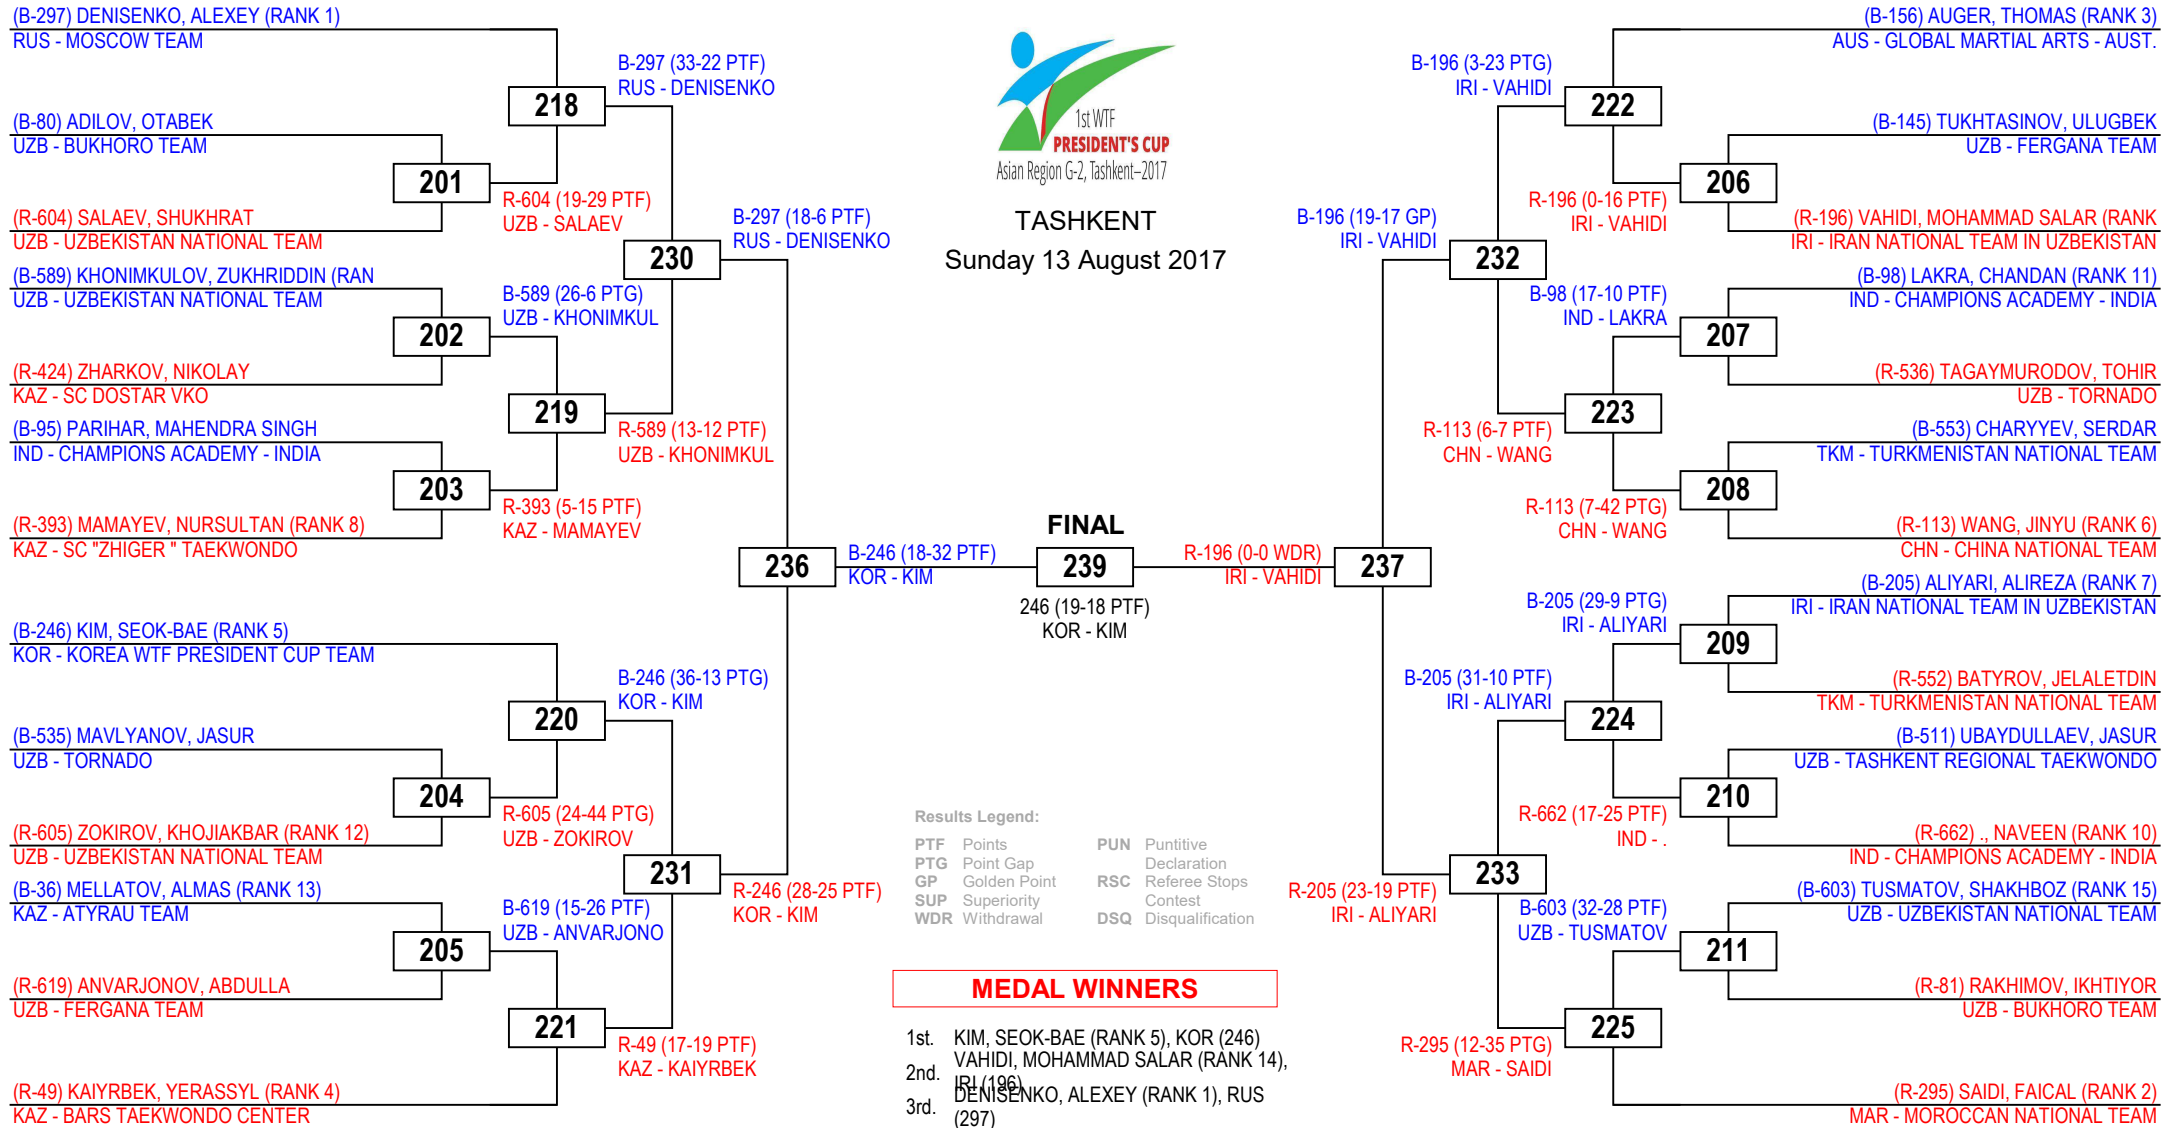 (B-297) DENISENKO, ALEXEY (RANK 1)
RUS - MOSCOW TEAM
(B-80) ADILOV, OTABEK
UZB - BUKHORO TEAM
(R-604) SALAEV, SHUKHRAT
UZB - UZBEKISTAN NATIONAL TEAM
(B-589) KHONIMKULOV, ZUKHRIDDIN (RAN
UZB - UZBEKISTAN NATIONAL TEAM
(R-424) ZHARKOV, NIKOLAY
KAZ - SC DOSTAR VKO
(B-95) PARIHAR, MAHENDRA SINGH
IND - CHAMPIONS ACADEMY - INDIA
(R-393) MAMAYEV, NURSULTAN (RANK 8)
KAZ - SC "ZHIGER " TAEKWONDO
(B-246) KIM, SEOK-BAE (RANK 5)
KOR - KOREA WTF PRESIDENT CUP TEAM
(B-535) MAVLYANOV, JASUR
UZB - TORNADO
(R-605) ZOKIROV, KHOJIAKBAR (RANK 12)
UZB - UZBEKISTAN NATIONAL TEAM
(B-36) MELLATOV, ALMAS (RANK 13)
KAZ - ATYRAU TEAM
(R-619) ANVARJONOV, ABDULLA
UZB - FERGANA TEAM
(R-49) KAIYRBEK, YERASSYL (RANK 4)
KAZ - BARS TAEKWONDO CENTER
201
202
203
204
205
R-604 (19-29 PTF)
UZB - SALAEV
B-589 (26-6 PTG)
UZB - KHONIMKUL
R-393 (5-15 PTF)
KAZ - MAMAYEV
R-605 (24-44 PTG)
UZB - ZOKIROV
B-619 (15-26 PTF)
UZB - ANVARJONO
218
219
220
221
B-297 (33-22 PTF)
RUS - DENISENKO
R-589 (13-12 PTF)
UZB - KHONIMKUL
B-246 (36-13 PTG)
KOR - KIM
R-49 (17-19 PTF)
KAZ - KAIYRBEK
230
231
B-297 (18-6 PTF)
RUS - DENISENKO
R-246 (28-25 PTF)
KOR - KIM
236
B-246 (18-32 PTF)
KOR - KIM
1st WTF
PRESIDENT'S CUP
Asian Region G-2, Tashkent–2017
TASHKENT
Sunday 13 August 2017
FINAL
239
246 (19-18 PTF)
KOR - KIM
R-196 (0-0 WDR)
IRI - VAHIDI
237
B-196 (19-17 GP)
IRI - VAHIDI
R-205 (23-19 PTF)
IRI - ALIYARI
232
233
B-196 (3-23 PTG)
IRI - VAHIDI
R-113 (6-7 PTF)
CHN - WANG
B-205 (31-10 PTF)
IRI - ALIYARI
R-295 (12-35 PTG)
MAR - SAIDI
222
223
224
225
R-196 (0-16 PTF)
IRI - VAHIDI
B-98 (17-10 PTF)
IND - LAKRA
R-113 (7-42 PTG)
CHN - WANG
B-205 (29-9 PTG)
IRI - ALIYARI
R-662 (17-25 PTF)
IND - .
B-603 (32-28 PTF)
UZB - TUSMATOV
206
207
208
209
210
211
(B-156) AUGER, THOMAS (RANK 3)
AUS - GLOBAL MARTIAL ARTS - AUST.
(B-145) TUKHTASINOV, ULUGBEK
UZB - FERGANA TEAM
(R-196) VAHIDI, MOHAMMAD SALAR (RANK
IRI - IRAN NATIONAL TEAM IN UZBEKISTAN
(B-98) LAKRA, CHANDAN (RANK 11)
IND - CHAMPIONS ACADEMY - INDIA
(R-536) TAGAYMURODOV, TOHIR
UZB - TORNADO
(B-553) CHARYYEV, SERDAR
TKM - TURKMENISTAN NATIONAL TEAM
(R-113) WANG, JINYU (RANK 6)
CHN - CHINA NATIONAL TEAM
(B-205) ALIYARI, ALIREZA (RANK 7)
IRI - IRAN NATIONAL TEAM IN UZBEKISTAN
(R-552) BATYROV, JELALETDIN
TKM - TURKMENISTAN NATIONAL TEAM
(B-511) UBAYDULLAEV, JASUR
UZB - TASHKENT REGIONAL TAEKWONDO
(R-662) ., NAVEEN (RANK 10)
IND - CHAMPIONS ACADEMY - INDIA
(B-603) TUSMATOV, SHAKHBOZ (RANK 15)
UZB - UZBEKISTAN NATIONAL TEAM
(R-81) RAKHIMOV, IKHTIYOR
UZB - BUKHORO TEAM
(R-295) SAIDI, FAICAL (RANK 2)
MAR - MOROCCAN NATIONAL TEAM
Results Legend:
PTF Points
PTG Point Gap
GP Golden Point
SUP Superiority
WDR Withdrawal
PUN Puntitive
Declaration
RSC Referee Stops
Contest
DSQ Disqualification
MEDAL WINNERS
1st. KIM, SEOK-BAE (RANK 5), KOR (246)
2nd. VAHIDI, MOHAMMAD SALAR (RANK 14),
IRI (196)
3rd. DENISENKO, ALEXEY (RANK 1), RUS
(297)